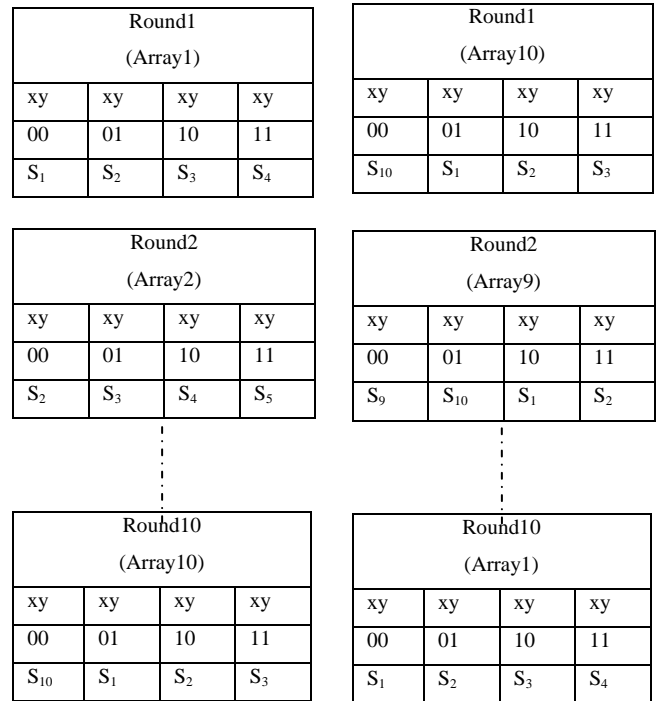 Round1
(Array1)
xy xy xy xy
00 01 10 11
S₁ S₂ S₃ S₄
Round1
(Array10)
xy xy xy xy
00 01 10 11
S₁₀ S₁ S₂ S₃
Round2
(Array2)
xy xy xy xy
00 01 10 11
S₂ S₃ S₄ S₅
Round2
(Array9)
xy xy xy xy
00 01 10 11
S₉ S₁₀ S₁ S₂
Round10
(Array10)
xy xy xy xy
00 01 10 11
S₁₀ S₁ S₂ S₃
Round10
(Array1)
xy xy xy xy
00 01 10 11
S₁ S₂ S₃ S₄